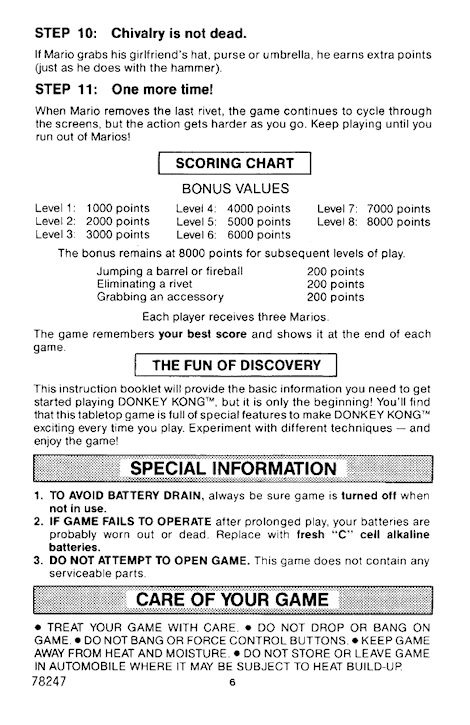 STEP 10: Chivalry is not dead.
If Mario grabs his girlfriend's hat, purse or umbrella, he earns extra points
(just as he does with the hammer).
STEP 11: One more time!
When Mario removes the last rivet, the game continues to cycle through
the screens, but the action gets harder as you go. Keep playing until you
run out of Marios!
SCORING CHART
BONUS VALUES
Level 1: 1000 points Level 4: 4000 points Level 7: 7000 points
Level 2: 2000 points Level 5: 5000 points Level 8: 8000 points
Level 3: 3000 points Level 6: 6000 points
The bonus remains at 8000 points for subsequent levels of play.
Jumping a barrel or fireball 200 points
Eliminating a rivet 200 points
Grabbing an accessory 200 points
Each player receives three Marios.
The game remembers your best score and shows it at the end of each
game.
THE FUN OF DISCOVERY
This instruction booklet will provide the basic information you need to get
started playing DONKEY KONG™, but it is only the beginning! You'll find
that this tabletop game is full of special features to make DONKEY KONG™
exciting every time you play. Experiment with different techniques — and
enjoy the game!
SPECIAL INFORMATION
1. TO AVOID BATTERY DRAIN, always be sure game is turned off when
not in use.
2. IF GAME FAILS TO OPERATE after prolonged play, your batteries are
probably worn out or dead. Replace with fresh "C" cell alkaline
batteries.
3. DO NOT ATTEMPT TO OPEN GAME. This game does not contain any
serviceable parts.
CARE OF YOUR GAME
● TREAT YOUR GAME WITH CARE. ● DO NOT DROP OR BANG ON
GAME. ● DO NOT BANG OR FORCE CONTROL BUTTONS. ● KEEP GAME
AWAY FROM HEAT AND MOISTURE. ● DO NOT STORE OR LEAVE GAME
IN AUTOMOBILE WHERE IT MAY BE SUBJECT TO HEAT BUILD-UP.
78247 6